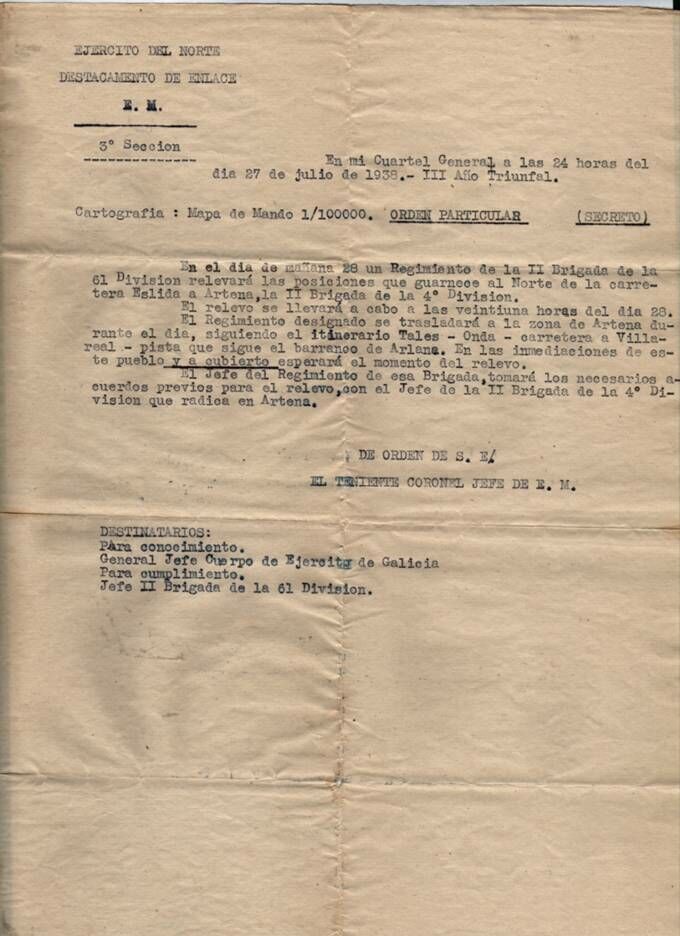 EJERCITO DEL NORTE
DESTACAMENTO DE ENLACE
E. M.
3º Seccion
En mi Cuartel General a las 24 horas del
dia 27 de julio de 1938.- III Año Triunfal.
Cartografia : Mapa de Mando 1/100000. ORDEN PARTICULAR (SECRETO)
En el dia de mañana 28 un Regimiento de la II Brigada de la
61 Division relevará las posiciones que guarnece al Norte de la carre-
tera Eslida a Artena,la II Brigada de la 4º Division.
El relevo se llevará a cabo a las veintiuna horas del dia 28.
El Regimiento designado se trasladará a la zona de Artena du-
rante el dia, siguiendo el itinerario Tales - Onda - carretera a Villa-
real - pista que sigue el barranco de Arlana. En las inmediaciones de es-
te pueblo y a cubierto esperará el momento del relevo.
El Jefe del Regimiento de esa Brigada,tomará los necesarios a-
cuerdos previos para el relevo,con el Jefe de la II Brigada de la 4º Di-
vision que radica en Artena.
DE ORDEN DE S. E/.
EL TENIENTE CORONEL JEFE DE E. M.
DESTINATARIOS:
Para conocimiento.
General Jefe Cuerpo de Ejercito de Galicia
Para cumplimiento.
Jefe II Brigada de la 61 Division.